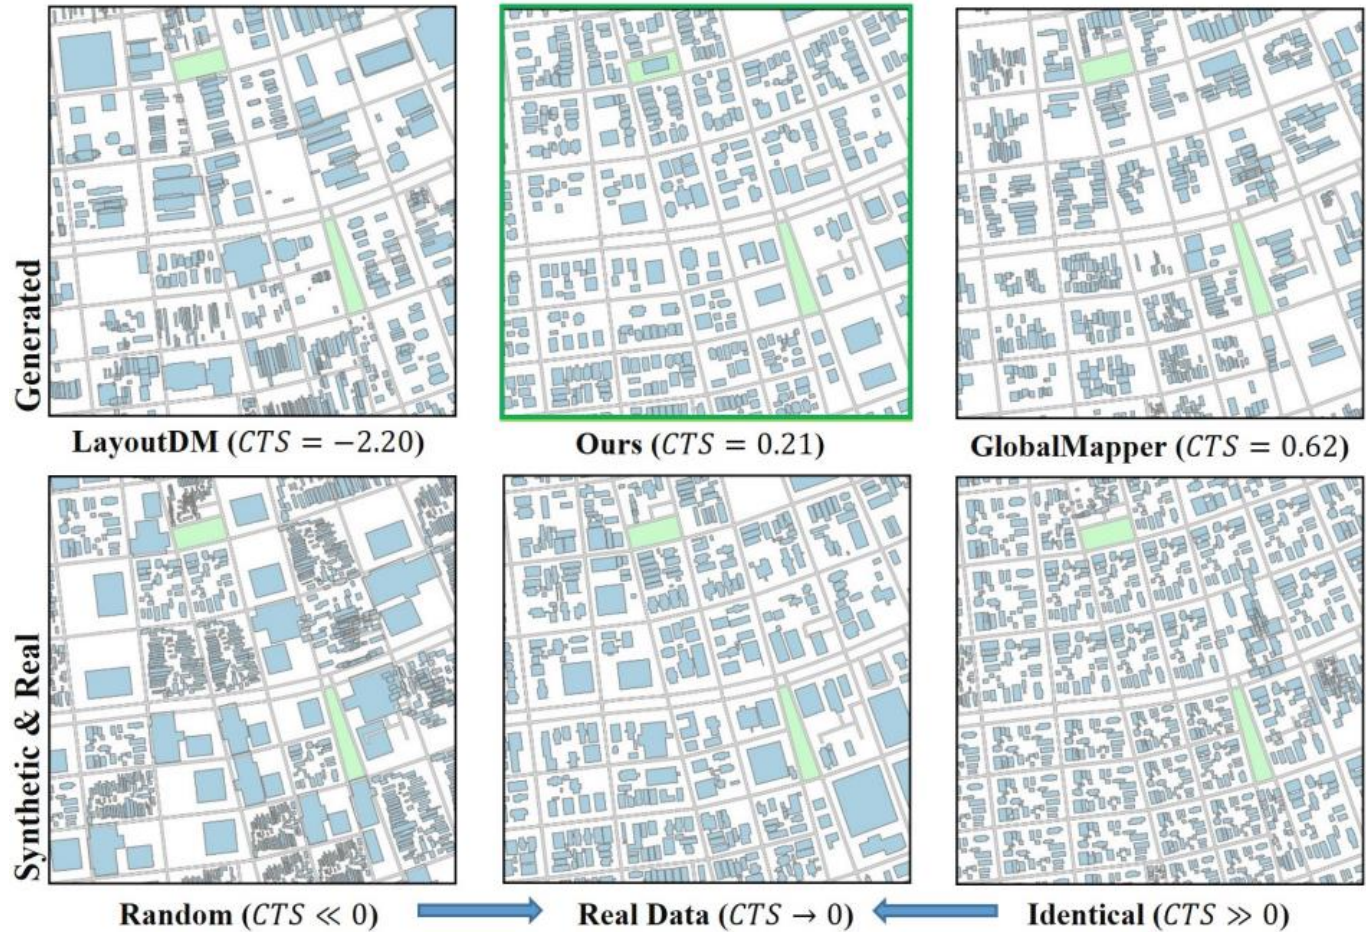 Generated
LayoutDM (CTS = −2.20)
Ours (CTS = 0.21)
GlobalMapper (CTS = 0.62)
Synthetic & Real
Random (CTS ≪ 0)
Real Data (CTS → 0)
Identical (CTS ≫ 0)